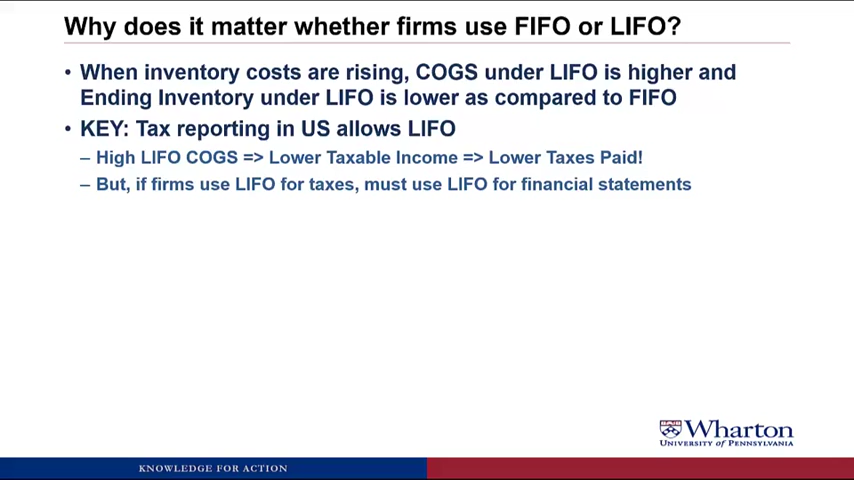 Why does it matter whether firms use FIFO or LIFO?
• When inventory costs are rising, COGS under LIFO is higher and
Ending Inventory under LIFO is lower as compared to FIFO
• KEY: Tax reporting in US allows LIFO
– High LIFO COGS => Lower Taxable Income => Lower Taxes Paid!
– But, if firms use LIFO for taxes, must use LIFO for financial statements
Wharton
UNIVERSITY of PENNSYLVANIA
KNOWLEDGE FOR ACTION